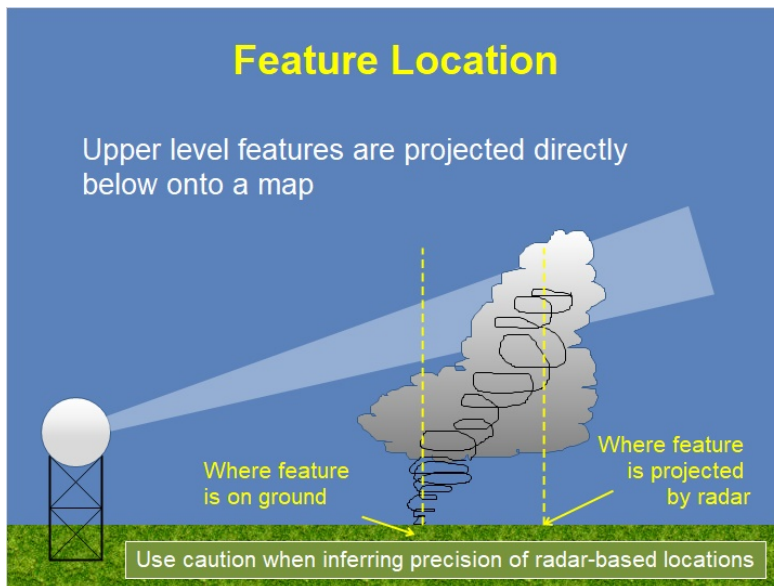 Feature Location
Upper level features are projected directly
below onto a map
Where feature
is on ground
Where feature
is projected
by radar
Use caution when inferring precision of radar-based locations